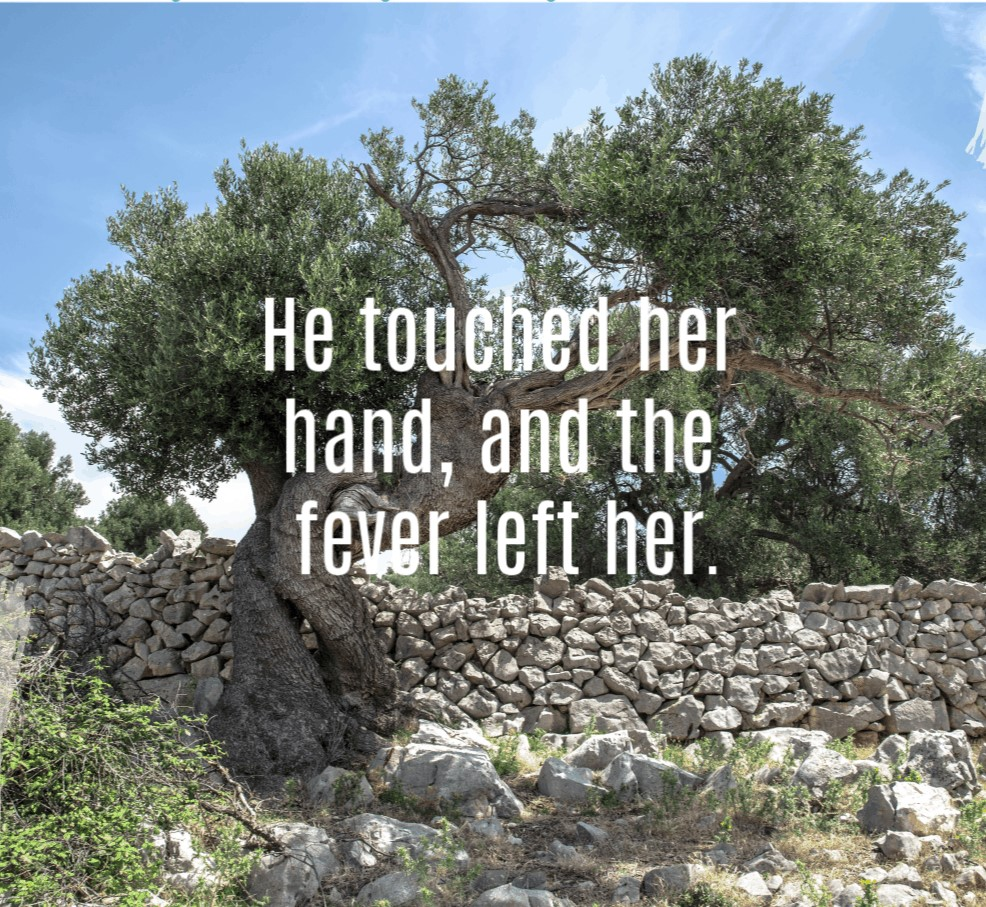 He touched her
hand, and the
fever left her.